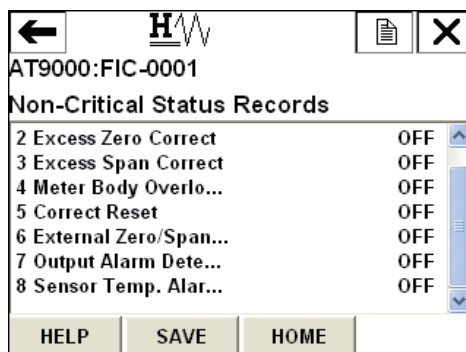 H
AT9000:FIC-0001
Non-Critical Status Records
2 Excess Zero Correct OFF
3 Excess Span Correct OFF
4 Meter Body Overlo... OFF
5 Correct Reset OFF
6 External Zero/Span... OFF
7 Output Alarm Dete... OFF
8 Sensor Temp. Alar... OFF
HELP SAVE HOME